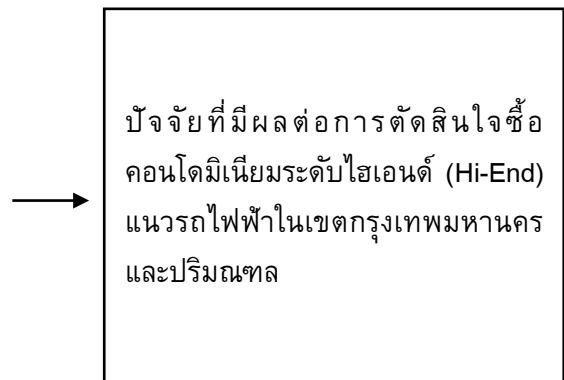 ปัจจัยที่มีผลต่อการตัดสินใจซื้อ
คอนโดมิเนียมระดับไฮเอนด์ (Hi-End)
แนวรถไฟฟ้าในเขตกรุงเทพมหานคร
และปริมณฑล